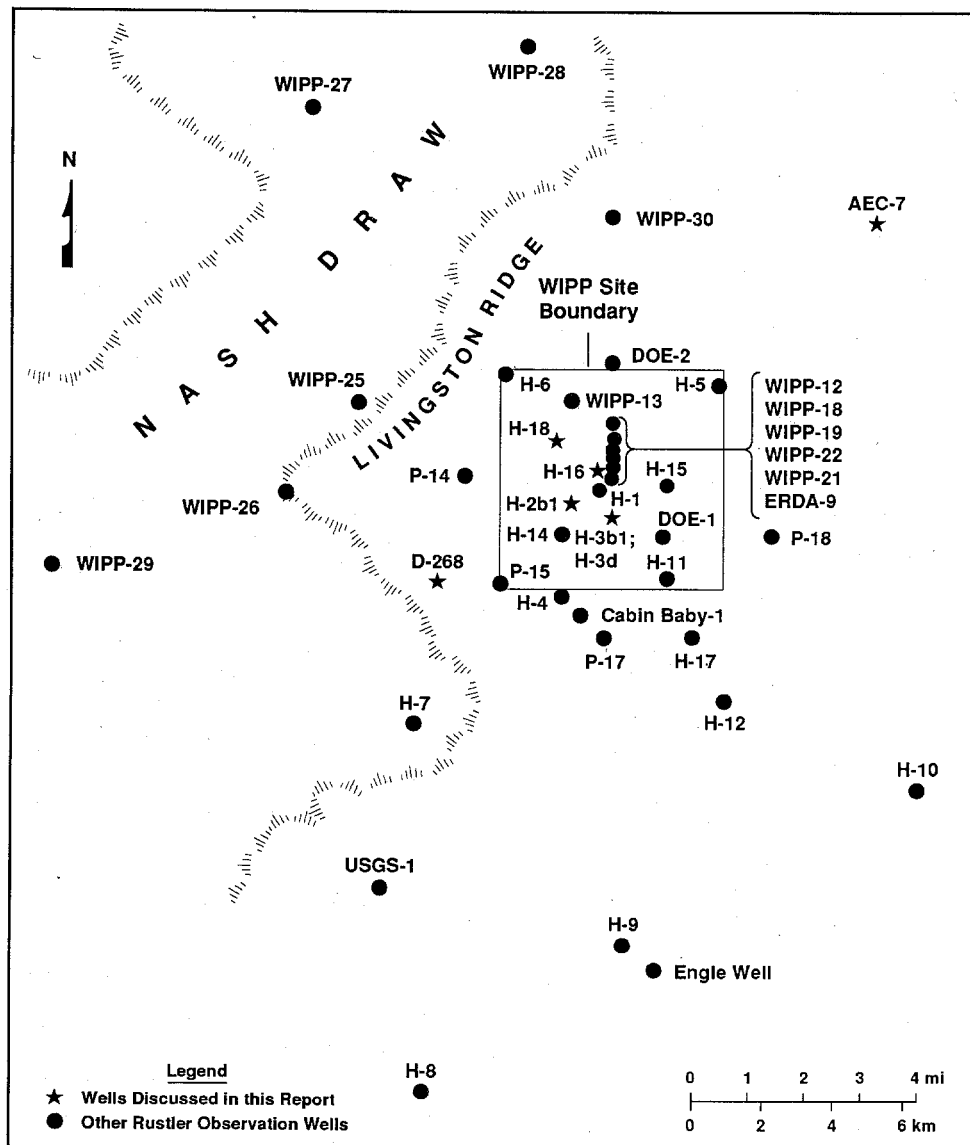 WIPP-28
WIPP-27
N
AEC-7
WIPP-30
NASH DRAW
LIVINGSTON RIDGE
WIPP Site
Boundary
DOE-2
H-6
H-5
WIPP-12
WIPP-18
WIPP-19
WIPP-22
WIPP-21
ERDA-9
WIPP-25
WIPP-13
H-18
P-14
H-16
H-15
WIPP-26
H-2b1
H-1
H-14
H-3b1;
H-3d
DOE-1
P-18
WIPP-29
D-268
P-15
H-11
H-4
Cabin Baby-1
P-17
H-17
H-7
H-12
H-10
USGS-1
H-9
Engle Well
H-8
Legend
Wells Discussed in this Report
Other Rustler Observation Wells
0 1 2 3 4 mi
0 2 4 6 km